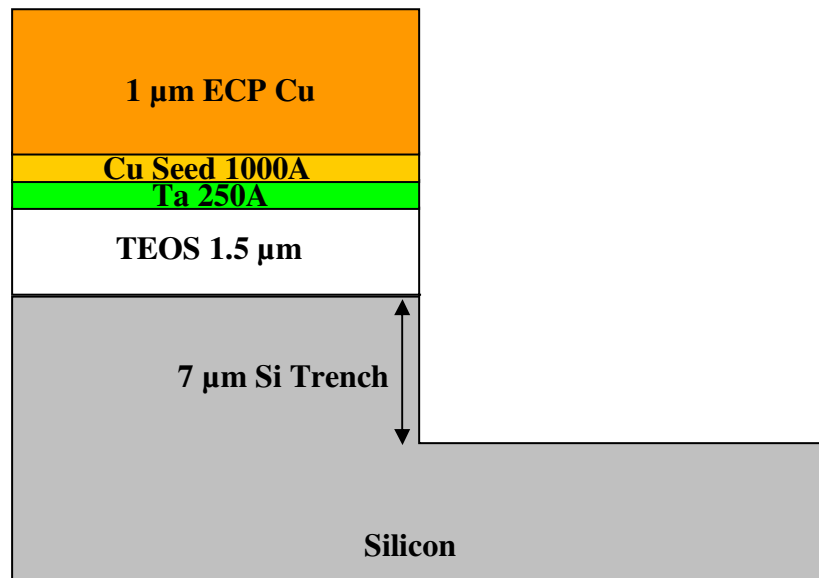 1 µm ECP Cu
Cu Seed 1000A
Ta 250A
TEOS 1.5 µm
7 µm Si Trench
Silicon